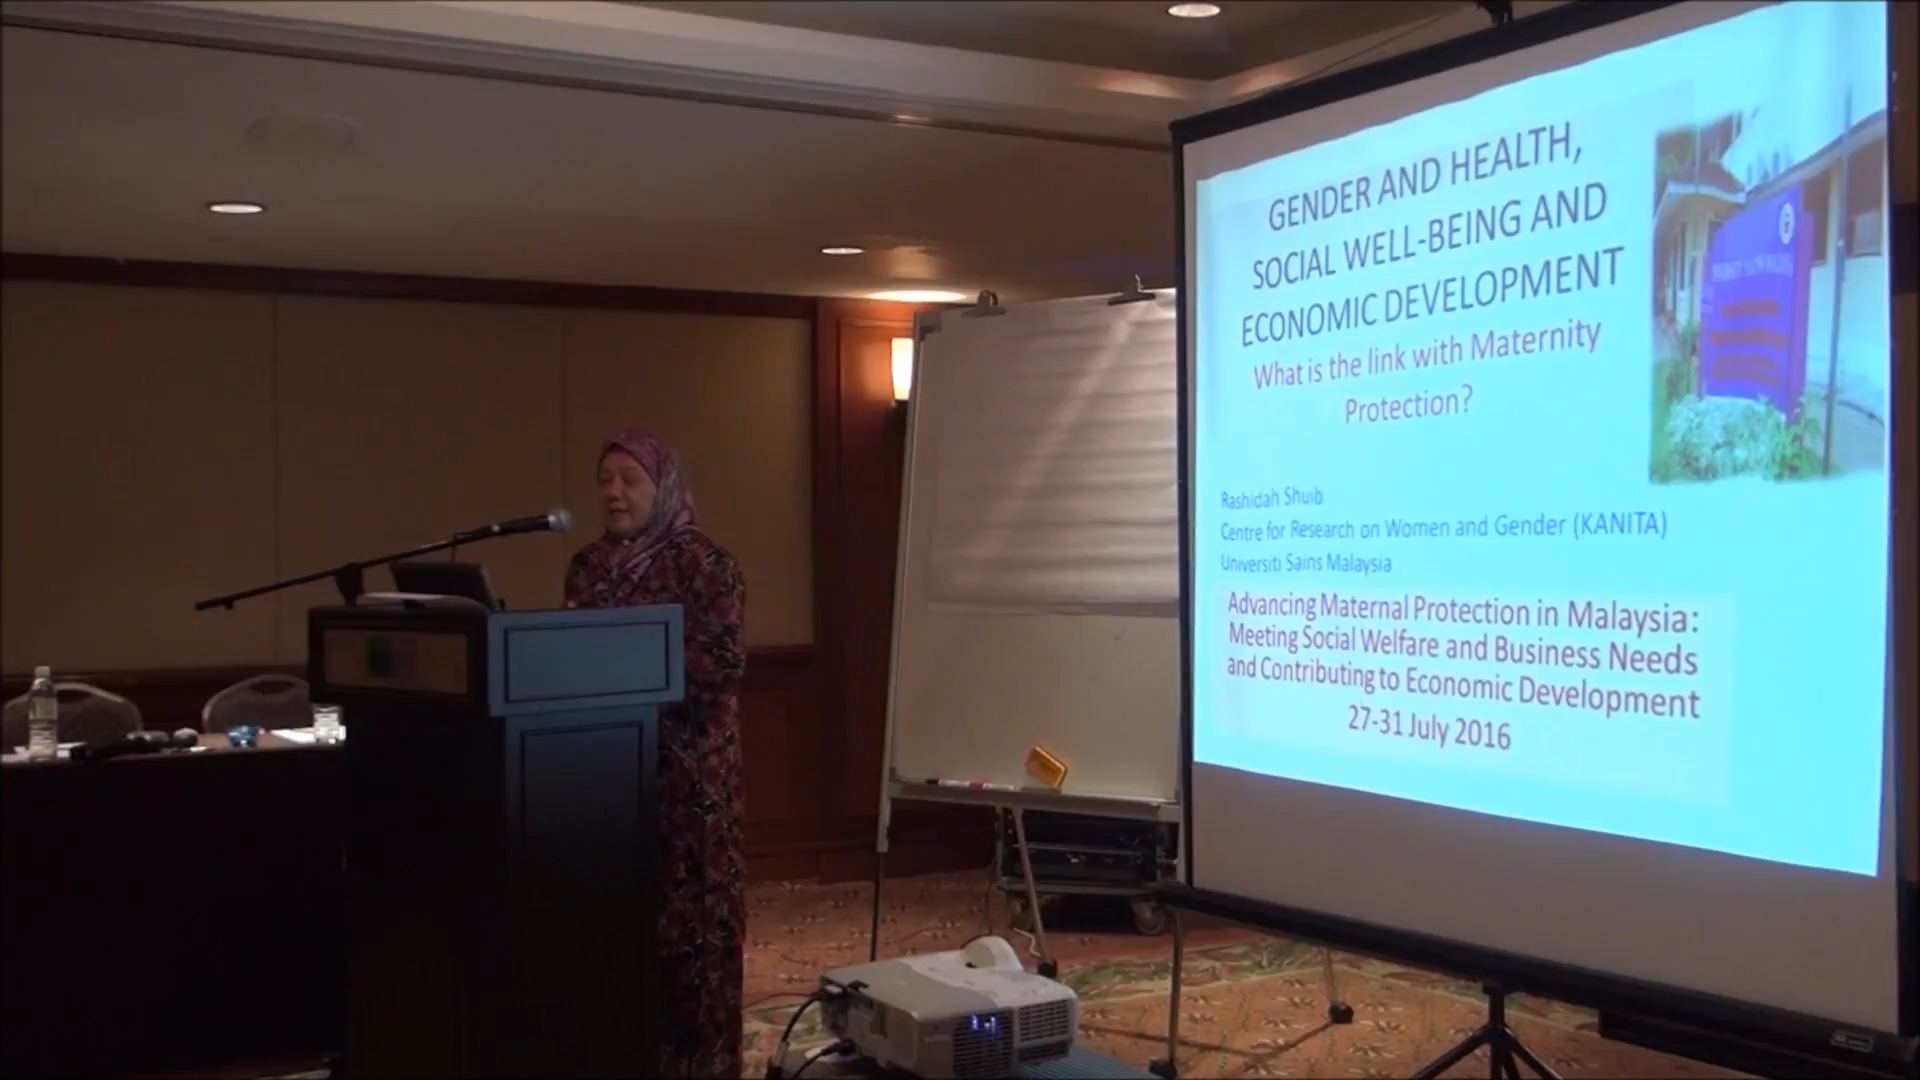 GENDER AND HEALTH,
SOCIAL WELL-BEING AND
ECONOMIC DEVELOPMENT
What is the link with Maternity
Protection?
Rashidah Shuib
Centre for Research on Women and Gender (KANITA)
Universiti Sains Malaysia
Advancing Maternal Protection in Malaysia:
Meeting Social Welfare and Business Needs
and Contributing to Economic Development
27-31 July 2016